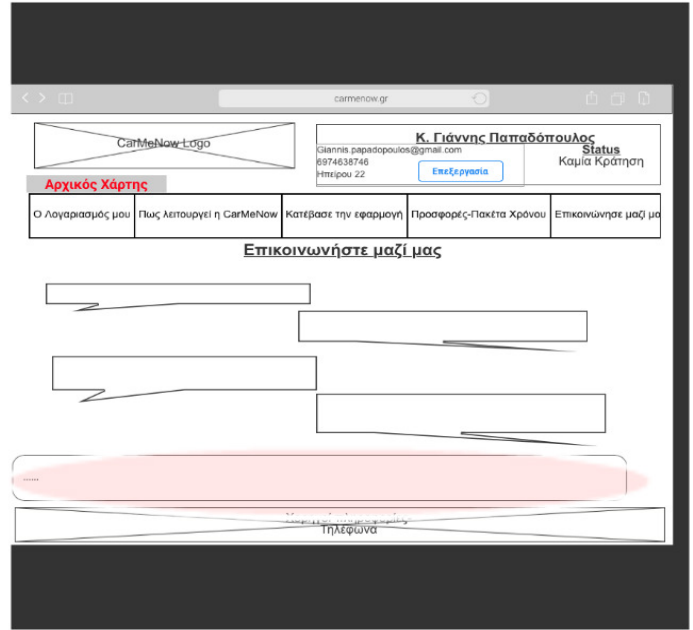 carmenow.gr
CarMeNow Logo
Κ. Γιάννης Παπαδόπουλος
Giannis.papadopoulos@gmail.com
6974638746
Ηπείρου 22
Επεξεργασία
Status
Καμία Κράτηση
Αρχικός Χάρτης
Ο Λογαριασμός μου
Πως λειτουργεί η CarMeNow
Κατέβασε την εφαρμογή
Προσφορές-Πακέτα Χρόνου
Επικοινώνησε μαζί μο
Επικοινωνήστε μαζί μας
......
Τηλέφωνα